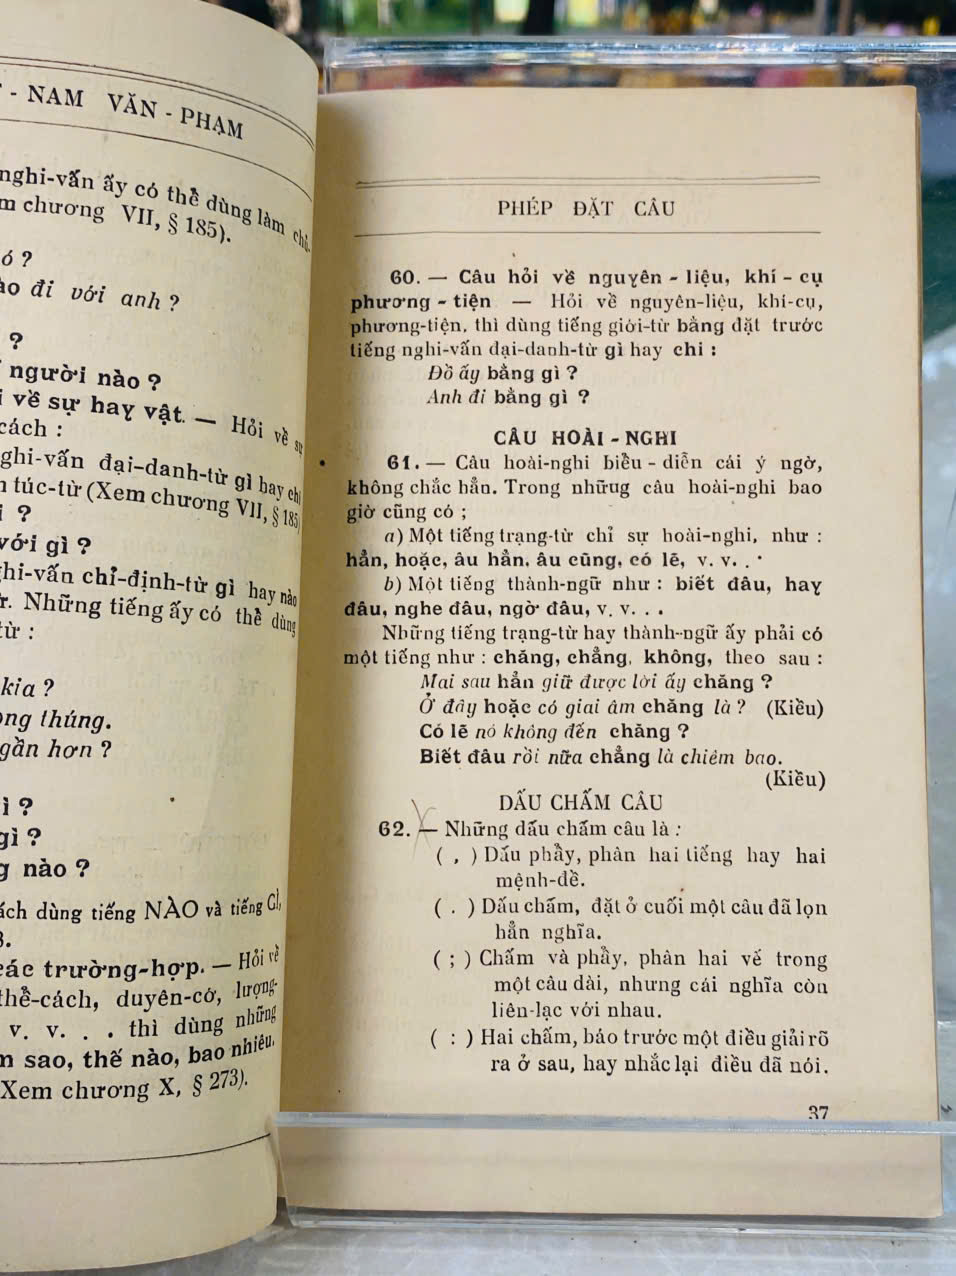 - NAM VĂN - PHẠM
nghi-vấn ấy có thể dùng làm chủ-
m chương VII, § 185).
ó ?
ào đi với anh ?
?
người nào ?
i về sự hay vật. — Hỏi về sự
cách :
ghi-vấn đại-danh-từ gì hay chi
n túc-từ (Xem chương VII, § 185)
i ?
với gì ?
ghi-vấn chỉ-định-từ gì hay nào
ừ. Những tiếng ấy có thể dùng
từ :
kia ?
ong thúng.
gần hơn ?
ì ?
gì ?
g nào ?
ách dùng tiếng NÀO và tiếng GÌ,
3.
các trường-hợp. — Hỏi về
thể-cách, duyên-cớ, lượng-
v. v. . . thì dùng những
m sao, thế nào, bao nhiêu.
Xem chương X, § 273).
PHÉP ĐẶT CÂU
60. — Câu hỏi về nguyên - liệu, khí - cụ
phương - tiện — Hỏi về nguyên-liệu, khí-cụ,
phương-tiện, thì dùng tiếng giới-từ bằng đặt trước
tiếng nghi-vấn đại-danh-từ gì hay chi :
Đồ ấy bằng gì ?
Anh đi bằng gì ?
CÂU HOÀI - NGHI
61. — Câu hoài-nghi biểu - diễn cái ý ngờ,
không chắc hẳn. Trong những câu hoài-nghi bao
giờ cũng có ;
a) Một tiếng trạng-từ chỉ sự hoài-nghi, như :
hẳn, hoặc, âu hẳn, âu cũng, có lẽ, v. v. . .
b) Một tiếng thành-ngữ như : biết đâu, hay
đâu, nghe đâu, ngờ đâu, v. v. . .
Những tiếng trạng-từ hay thành-ngữ ấy phải có
một tiếng như : chăng, chẳng, không, theo sau :
Mai sau hẳn giữ được lời ấy chăng ?
Ở đây hoặc có giai âm chăng là ? (Kiều)
Có lẽ nó không đến chăng ?
Biết đâu rồi nữa chẳng là chiêm bao.
(Kiều)
DẤU CHẤM CÂU
62. — Những dấu chấm câu là :
( , ) Dấu phẩy, phân hai tiếng hay hai
mệnh-đề.
( . ) Dấu chấm, đặt ở cuối một câu đã lọn
hẳn nghĩa.
( ; ) Chấm và phẩy, phân hai vế trong
một câu dài, nhưng cái nghĩa còn
liên-lạc với nhau.
( : ) Hai chấm, báo trước một điều giải rõ
ra ở sau, hay nhắc lại điều đã nói.
37